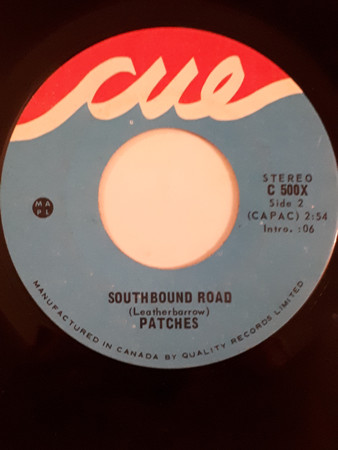 cue
STEREO
C 500X
Side 2
(CAPAC) 2:54
Intro. :06
M A
P L
SOUTHBOUND ROAD
(Leatherbarrow)
PATCHES
MANUFACTURED IN CANADA BY QUALITY RECORDS LIMITED